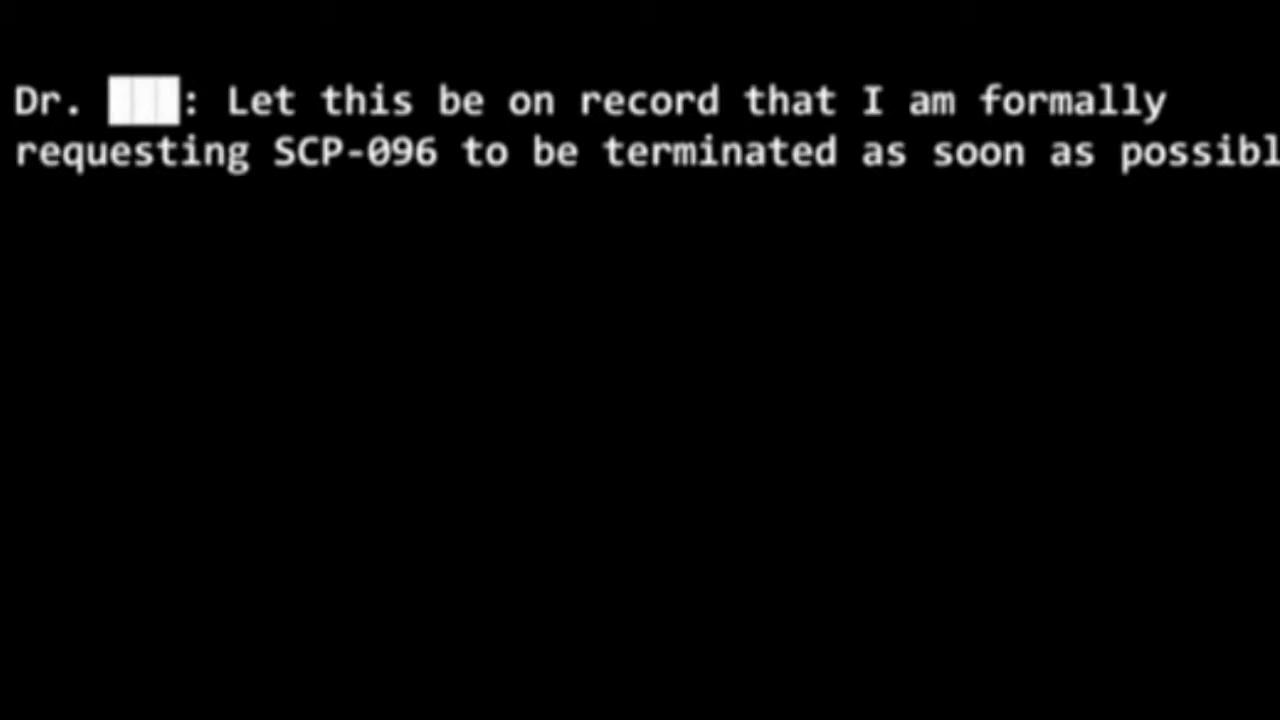 Dr. ███: Let this be on record that I am formally
requesting SCP-096 to be terminated as soon as possibl